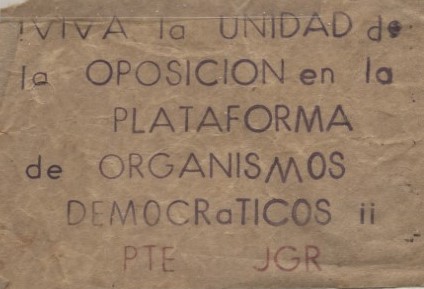 ¡VIVA la UNIDAD de
la OPOSICION en la
PLATAFORMA
de ORGANISMOS
DEMOCRaTICOS ¡¡
PTE JGR